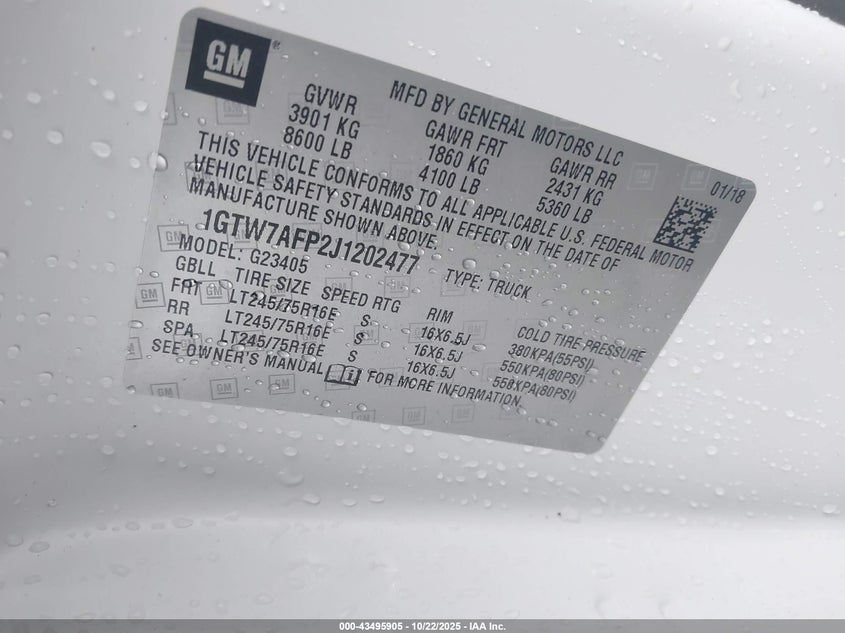 GM
MFD BY GENERAL MOTORS LLC 01/18
GVWR GAWR FRT GAWR RR
3901 KG 1860 KG 2431 KG
8600 LB 4100 LB 5360 LB
THIS VEHICLE CONFORMS TO ALL APPLICABLE U.S. FEDERAL MOTOR
VEHICLE SAFETY STANDARDS IN EFFECT ON THE DATE OF
MANUFACTURE SHOWN ABOVE.
1GTW7AFP2J1202477 TYPE: TRUCK
MODEL: G23405
GBLL TIRE SIZE SPEED RTG RIM COLD TIRE PRESSURE
FRT LT245/75R16E S 16X6.5J 380KPA(55PSI)
RR LT245/75R16E S 16X6.5J 550KPA(80PSI)
SPA LT245/75R16E S 16X6.5J 550KPA(80PSI)
SEE OWNER'S MANUAL FOR MORE INFORMATION.
000-43495905 - 10/22/2025 - IAA Inc.